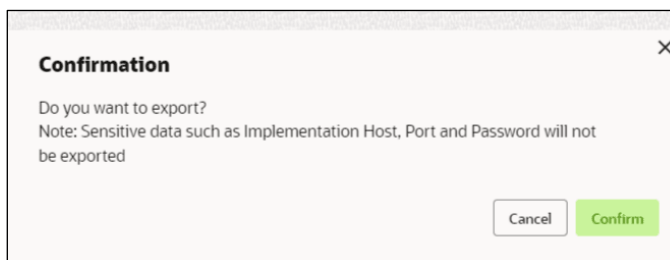 Confirmation
Do you want to export?
Note: Sensitive data such as Implementation Host, Port and Password will not
be exported
Cancel
Confirm